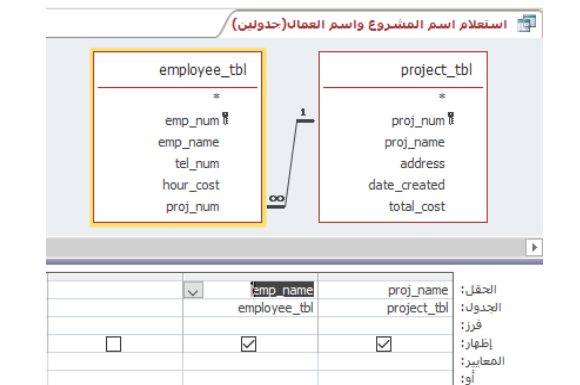 استعلام اسم المشروع واسم العمال(جدولين)
project_tbl
*
proj_num
proj_name
address
date_created
total_cost
employee_tbl
*
emp_num
emp_name
tel_num
hour_cost
proj_num
1
∞
الحقل: proj_name emp_name
الجدول: project_tbl employee_tbl
فرز:
إظهار:
المعايير:
أو: